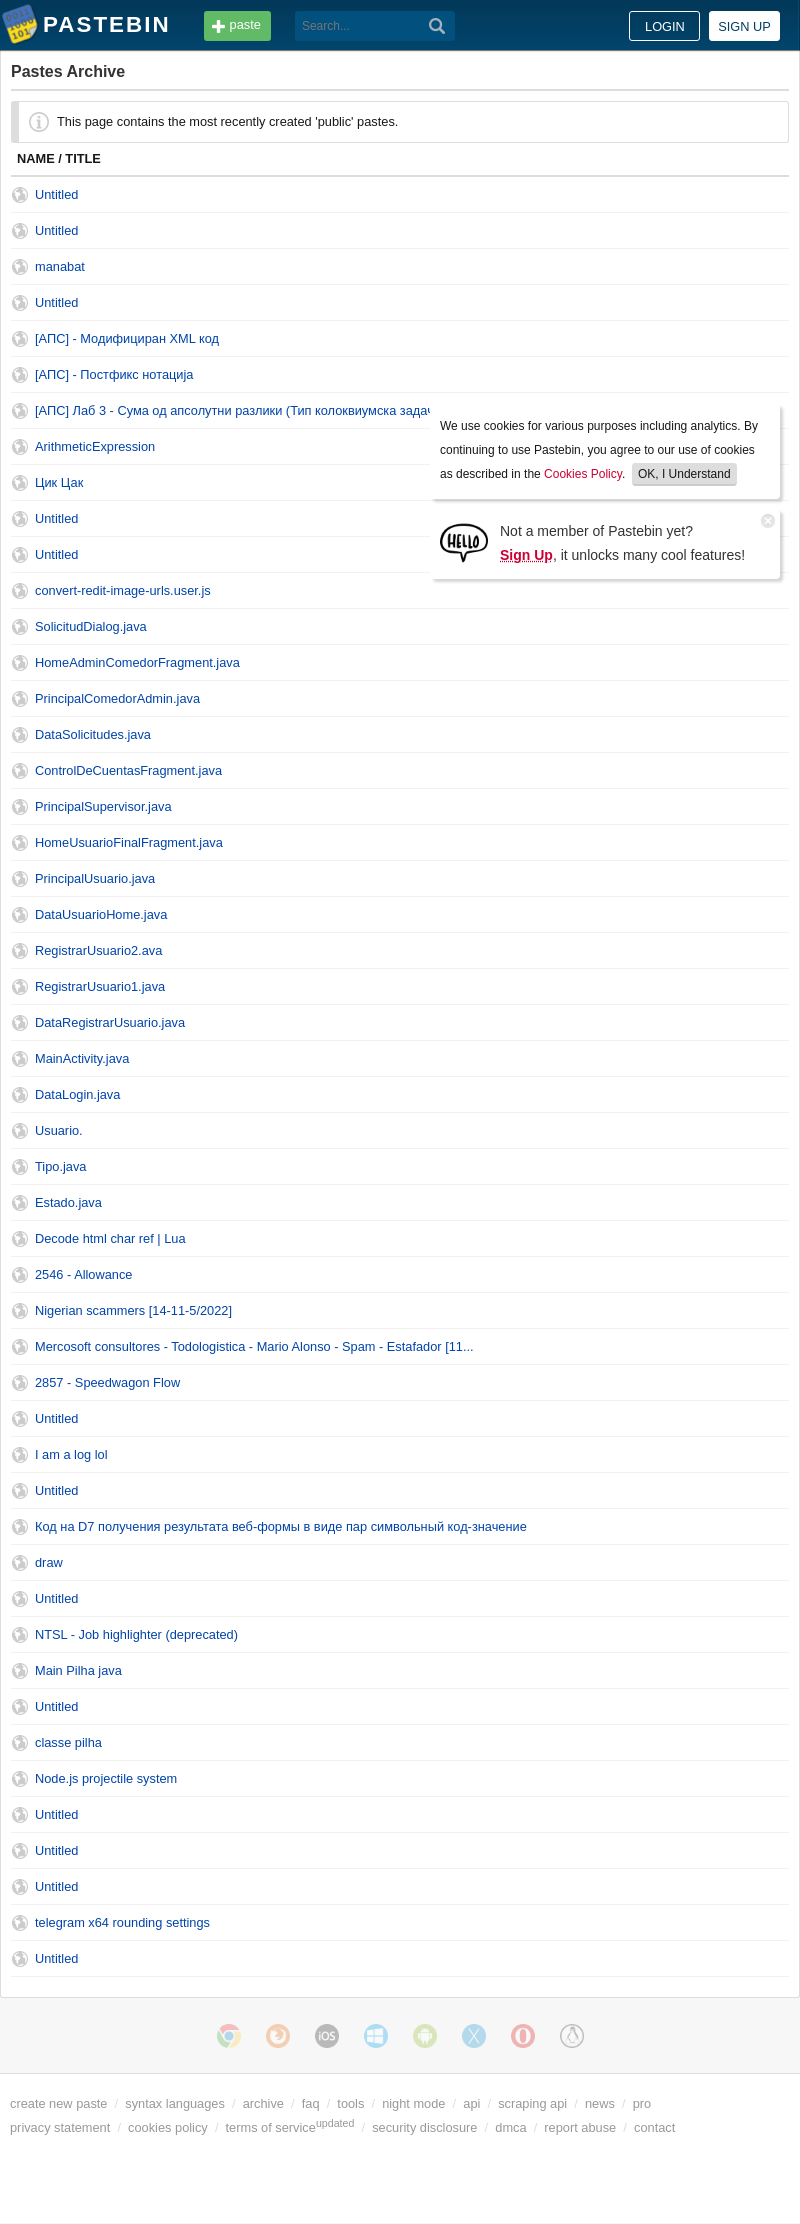 PASTEBIN
paste
Search...
LOGIN
SIGN UP
Pastes Archive
This page contains the most recently created 'public' pastes.
NAME / TITLE
Untitled
Untitled
manabat
Untitled
[АПС] - Модифициран XML код
[АПС] - Постфикс нотација
[АПС] Лаб 3 - Сума од апсолутни разлики (Тип колоквиумска задач
ArithmeticExpression
Цик Цак
Untitled
Untitled
We use cookies for various purposes including analytics. By
continuing to use Pastebin, you agree to our use of cookies
as described in the Cookies Policy. OK, I Understand
HELLO
Not a member of Pastebin yet?
Sign Up, it unlocks many cool features!
convert-redit-image-urls.user.js
SolicitudDialog.java
HomeAdminComedorFragment.java
PrincipalComedorAdmin.java
DataSolicitudes.java
ControlDeCuentasFragment.java
PrincipalSupervisor.java
HomeUsuarioFinalFragment.java
PrincipalUsuario.java
DataUsuarioHome.java
RegistrarUsuario2.ava
RegistrarUsuario1.java
DataRegistrarUsuario.java
MainActivity.java
DataLogin.java
Usuario.
Tipo.java
Estado.java
Decode html char ref | Lua
2546 - Allowance
Nigerian scammers [14-11-5/2022]
Mercosoft consultores - Todologistica - Mario Alonso - Spam - Estafador [11...
2857 - Speedwagon Flow
Untitled
I am a log lol
Untitled
Код на D7 получения результата веб-формы в виде пар символьный код-значение
draw
Untitled
NTSL - Job highlighter (deprecated)
Main Pilha java
Untitled
classe pilha
Node.js projectile system
Untitled
Untitled
Untitled
telegram x64 rounding settings
Untitled
iOS
create new paste / syntax languages / archive / faq / tools / night mode / api / scraping api / news / pro
privacy statement / cookies policy / terms of serviceupdated / security disclosure / dmca / report abuse / contact